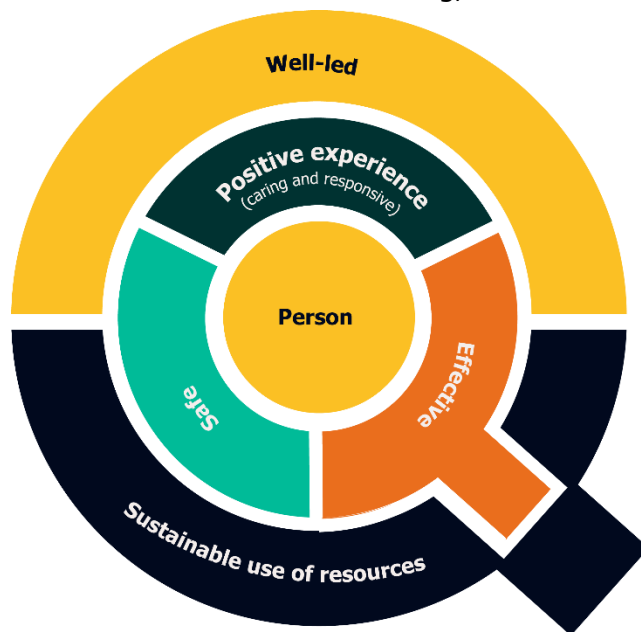 Well-led
Positive experience
(caring and responsive)
Person
Safe
Effective
Sustainable use of resources